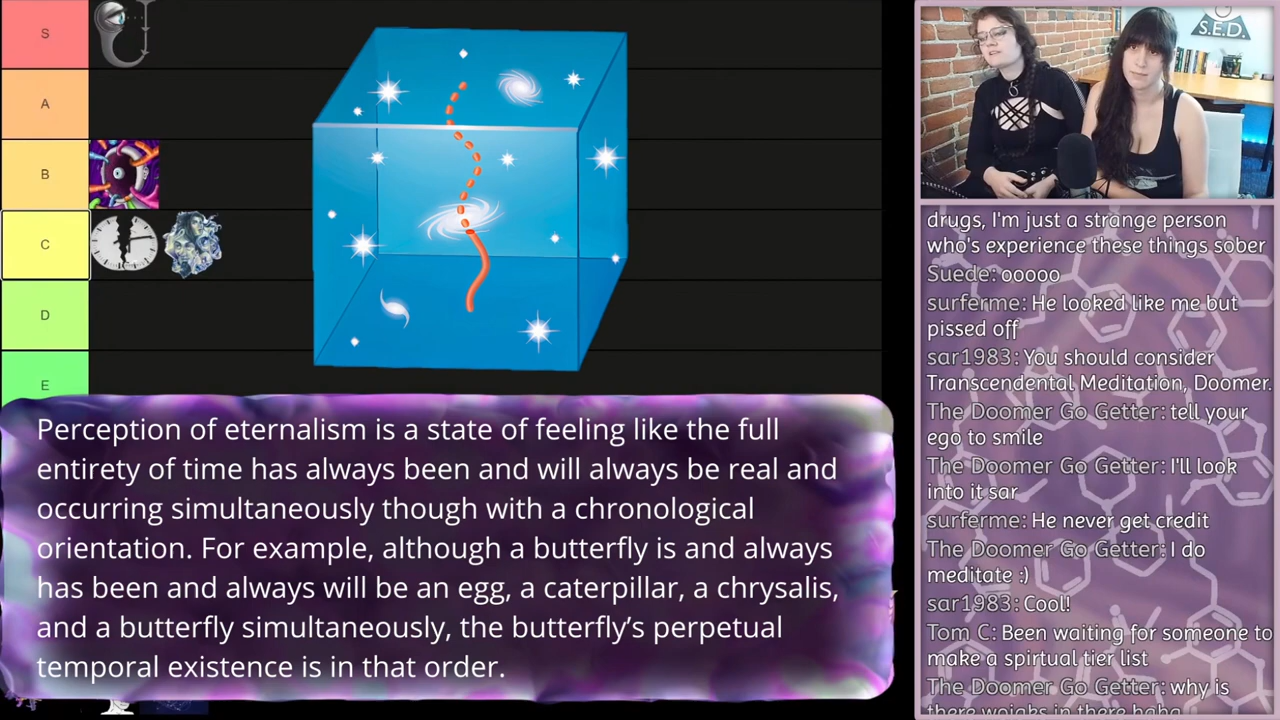 S
A
B
C
D
E
Perception of eternalism is a state of feeling like the full
entirety of time has always been and will always be real and
occurring simultaneously though with a chronological
orientation. For example, although a butterfly is and always
has been and always will be an egg, a caterpillar, a chrysalis,
and a butterfly simultaneously, the butterfly’s perpetual
temporal existence is in that order.
S.E.D.
drugs, I'm just a strange person
who's experience these things sober
Suede: ooooo
surferme: He looked like me but
pissed off
sar1983: You should consider
Transcendental Meditation, Doomer.
The Doomer Go Getter: tell your
ego to smile
The Doomer Go Getter: I'll look
into it sar
surferme: He never get credit
The Doomer Go Getter: I do
meditate :)
sar1983: Cool!
Tom C: Been waiting for someone to
make a spirtual tier list
The Doomer Go Getter: why is
there wojaks in there haha